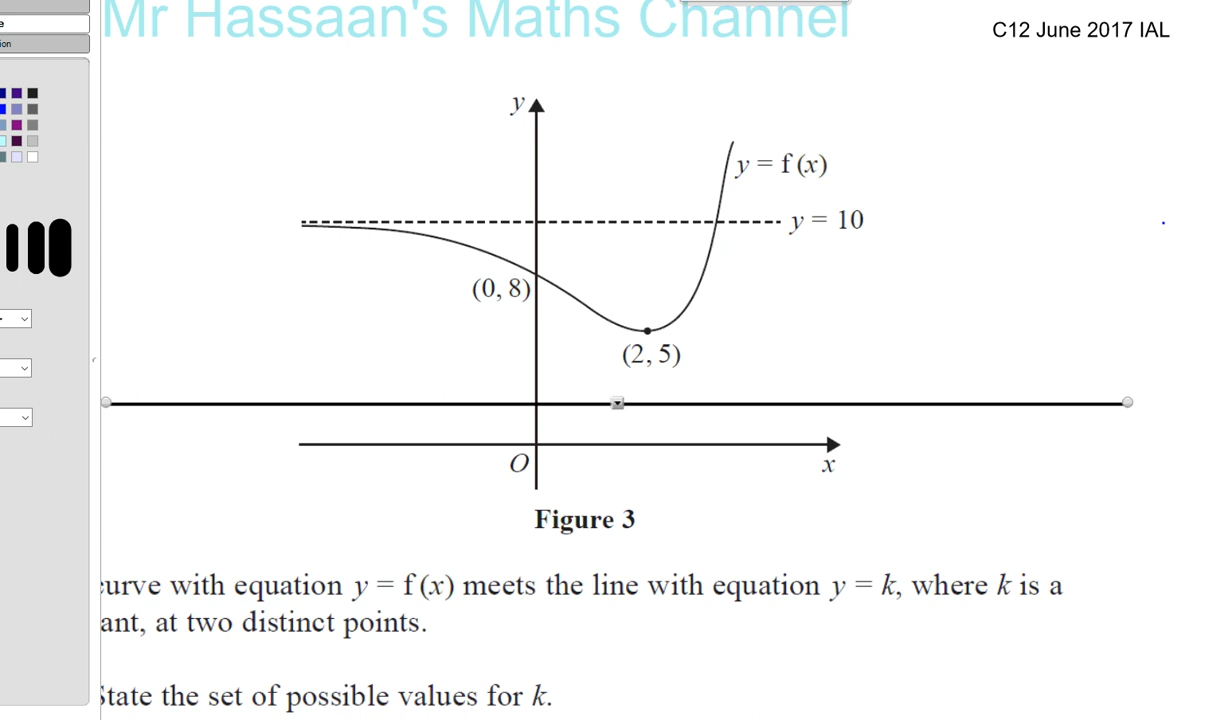 Mr Hassaan's Maths Channel
C12 June 2017 IAL
y
y = f(x)
y = 10
(0, 8)
(2, 5)
O
x
Figure 3
curve with equation y = f(x) meets the line with equation y = k, where k is a
ant, at two distinct points.
State the set of possible values for k.